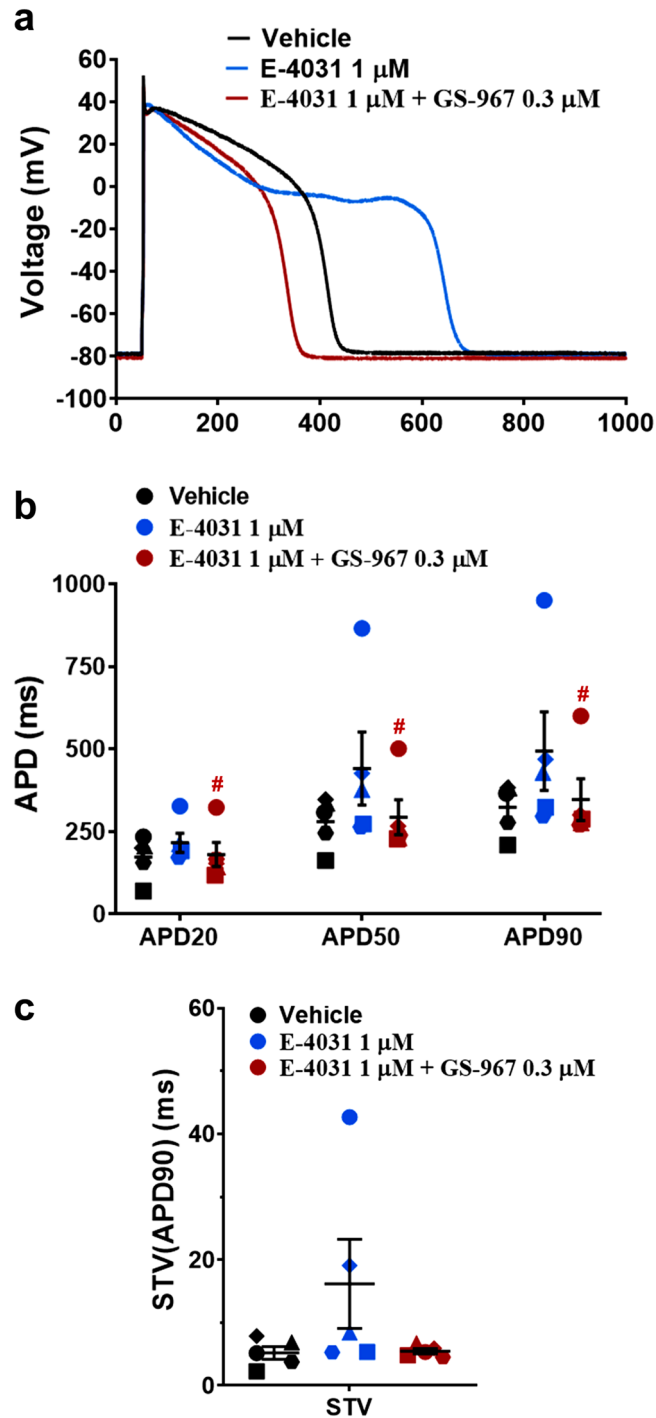 a
Vehicle
E-4031 1 μM
E-4031 1 μM + GS-967 0.3 μM
Voltage (mV)
60
40
20
0
-20
-40
-60
-80
-100
0 200 400 600 800 1000
b
Vehicle
E-4031 1 μM
E-4031 1 μM + GS-967 0.3 μM
APD (ms)
1000
750
500
250
0
# # #
APD20 APD50 APD90
c
Vehicle
E-4031 1 μM
E-4031 1 μM + GS-967 0.3 μM
STV(APD90) (ms)
60
40
20
0
STV